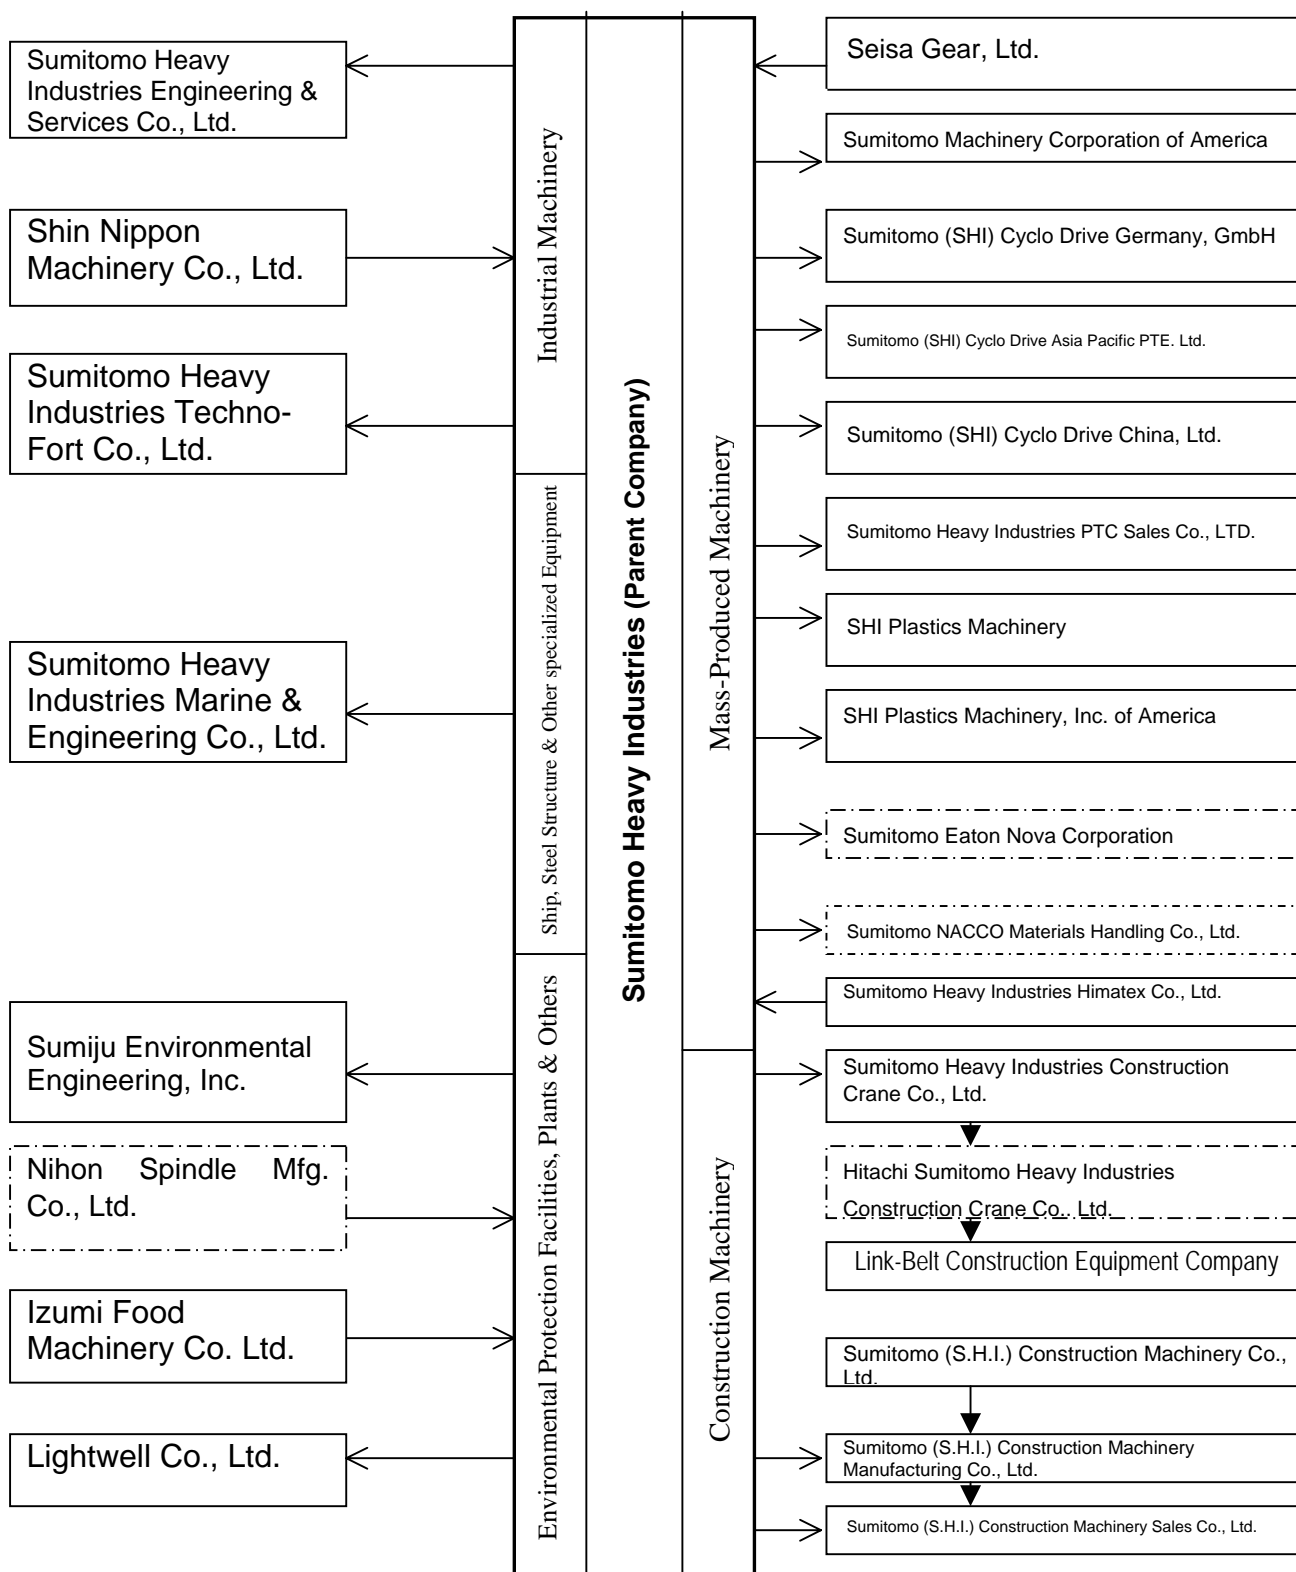 Sumitomo Heavy
Industries Engineering &
Services Co., Ltd.
Shin Nippon
Machinery Co., Ltd.
Sumitomo Heavy
Industries Techno-
Fort Co., Ltd.
Sumitomo Heavy
Industries Marine &
Engineering Co., Ltd.
Sumiju Environmental
Engineering, Inc.
Nihon Spindle Mfg.
Co., Ltd.
Izumi Food
Machinery Co. Ltd.
Lightwell Co., Ltd.
Industrial Machinery
Ship, Steel Structure & Other specialized Equipment
Environmental Protection Facilities, Plants & Others
Sumitomo Heavy Industries (Parent Company)
Mass-Produced Machinery
Construction Machinery
Seisa Gear, Ltd.
Sumitomo Machinery Corporation of America
Sumitomo (SHI) Cyclo Drive Germany, GmbH
Sumitomo (SHI) Cyclo Drive Asia Pacific PTE. Ltd.
Sumitomo (SHI) Cyclo Drive China, Ltd.
Sumitomo Heavy Industries PTC Sales Co., LTD.
SHI Plastics Machinery
SHI Plastics Machinery, Inc. of America
Sumitomo Eaton Nova Corporation
Sumitomo NACCO Materials Handling Co., Ltd.
Sumitomo Heavy Industries Himatex Co., Ltd.
Sumitomo Heavy Industries Construction
Crane Co., Ltd.
Hitachi Sumitomo Heavy Industries
Construction Crane Co., Ltd.
Link-Belt Construction Equipment Company
Sumitomo (S.H.I.) Construction Machinery Co.,
Ltd.
Sumitomo (S.H.I.) Construction Machinery
Manufacturing Co., Ltd.
Sumitomo (S.H.I.) Construction Machinery Sales Co., Ltd.